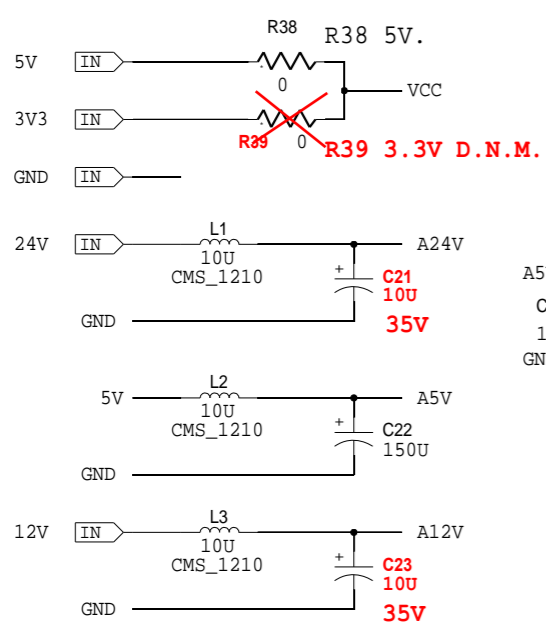 R38 R38 5V.
5V IN
0
VCC
3V3 IN
R39 0 R39 3.3V D.N.M.
GND IN
24V IN L1 A24V
10U
CMS_1210
+ C21
10U
GND 35V
A5
C
1
GN
5V L2 A5V
10U
CMS_1210
+ C22
150U
GND
12V IN L3 A12V
10U
CMS_1210
+ C23
10U
GND 35V